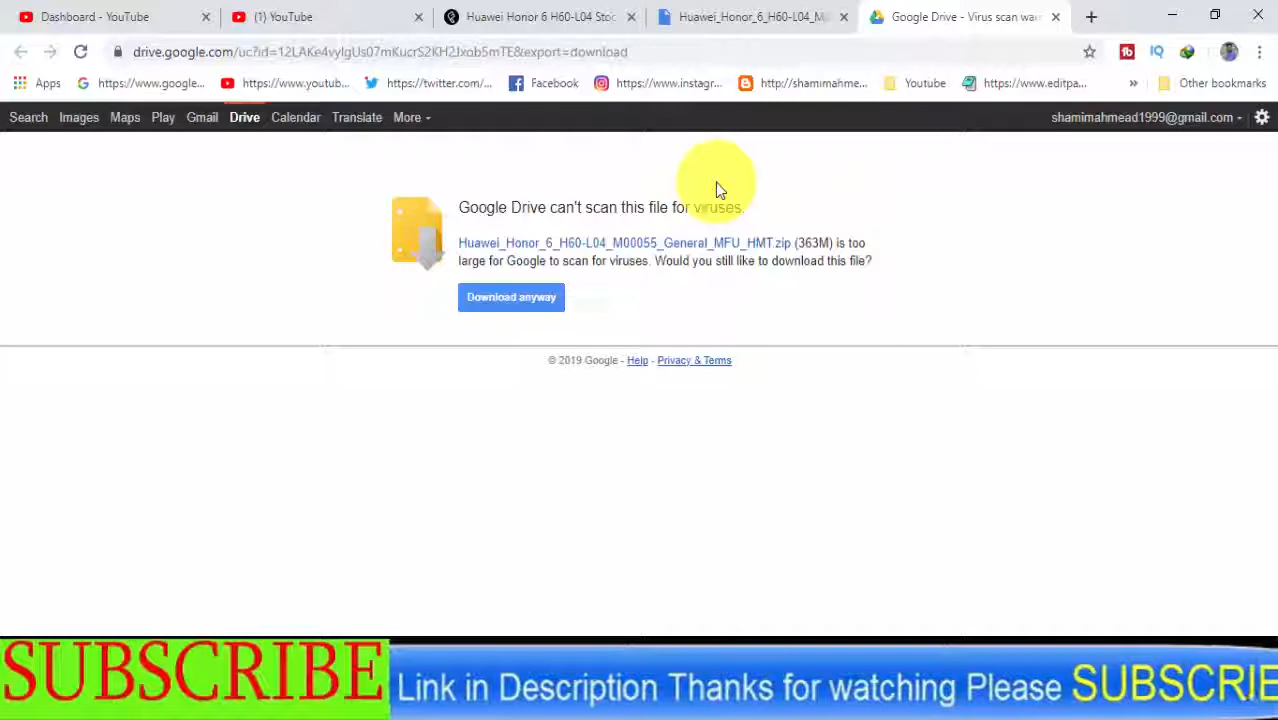 Dashboard - YouTube
(1) YouTube
Huawei Honor 6 H60-L04 Stoc
Huawei_Honor_6_H60-L04_M
Google Drive - Virus scan wa
drive.google.com/uc?id=12LAKe4vylgUs07mKucrS2KH2Jxob5mTE&export=download
Apps
https://www.google...
https://www.youtub...
https://twitter.com/...
Facebook
https://www.instagr...
http://shamimahme...
Youtube
https://www.editpa...
Other bookmarks
Search Images Maps Play Gmail Drive Calendar Translate More
shamimahmead1999@gmail.com
Google Drive can't scan this file for viruses.
Huawei_Honor_6_H60-L04_M00055_General_MFU_HMT.zip (363M) is too
large for Google to scan for viruses. Would you still like to download this file?
Download anyway
© 2019 Google - Help - Privacy & Terms
SUBSCRIBE
Link in Description Thanks for watching Please SUBSCRIE